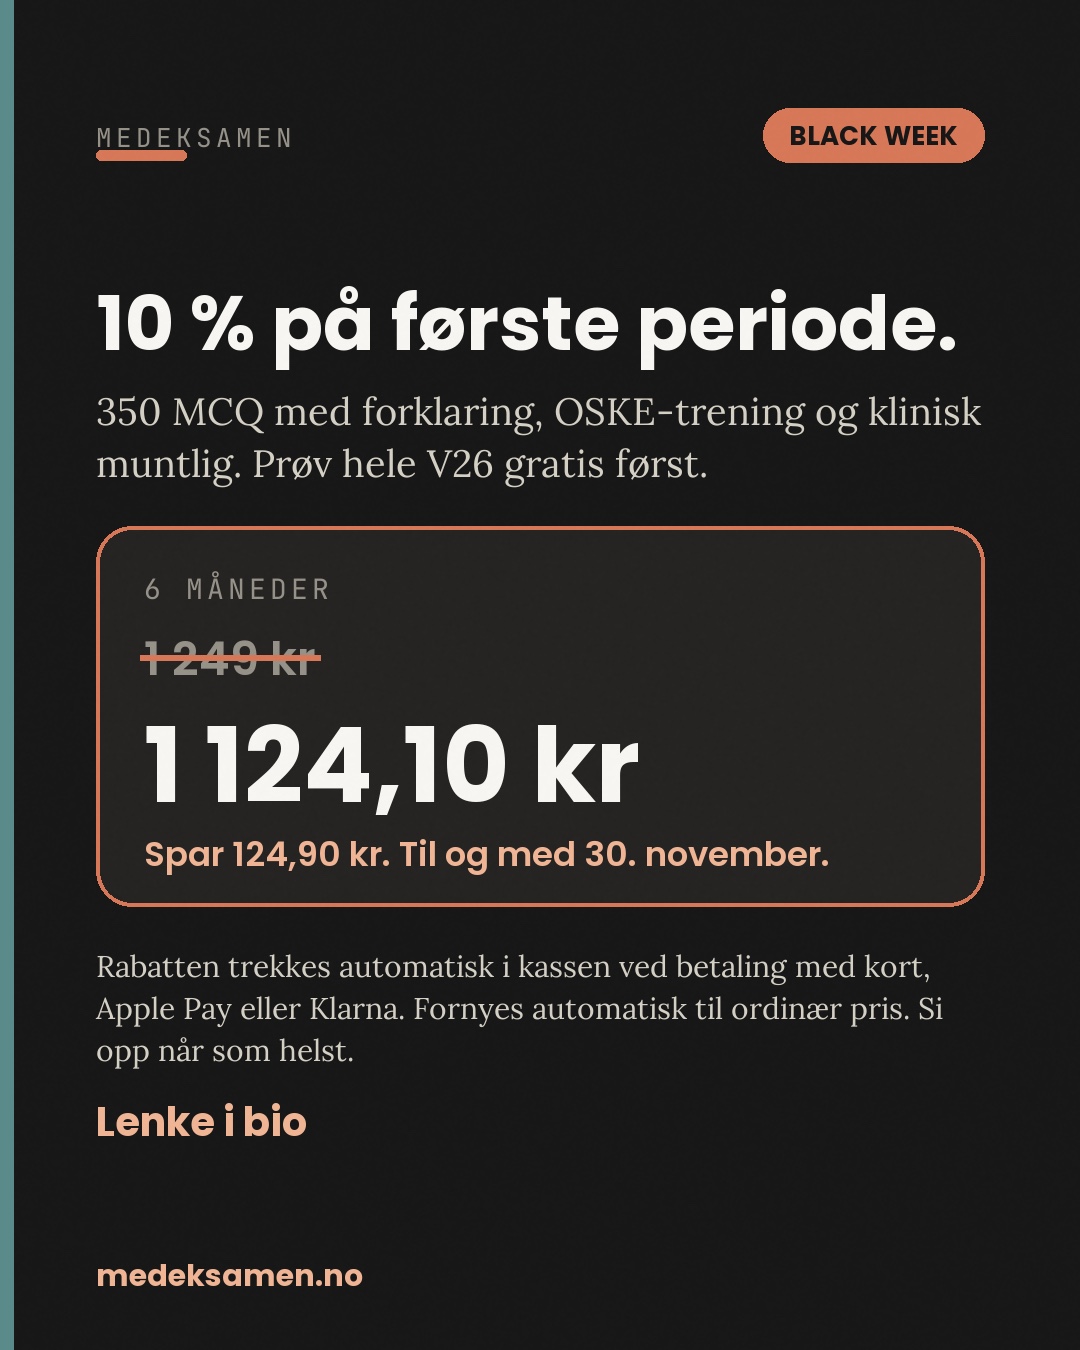 MEDEKSAMEN
BLACK WEEK
10 % på første periode.
350 MCQ med forklaring, OSKE-trening og klinisk
muntlig. Prøv hele V26 gratis først.
6 MÅNEDER
1 249 kr
1 124,10 kr
Spar 124,90 kr. Til og med 30. november.
Rabatten trekkes automatisk i kassen ved betaling med kort,
Apple Pay eller Klarna. Fornyes automatisk til ordinær pris. Si
opp når som helst.
Lenke i bio
medeksamen.no